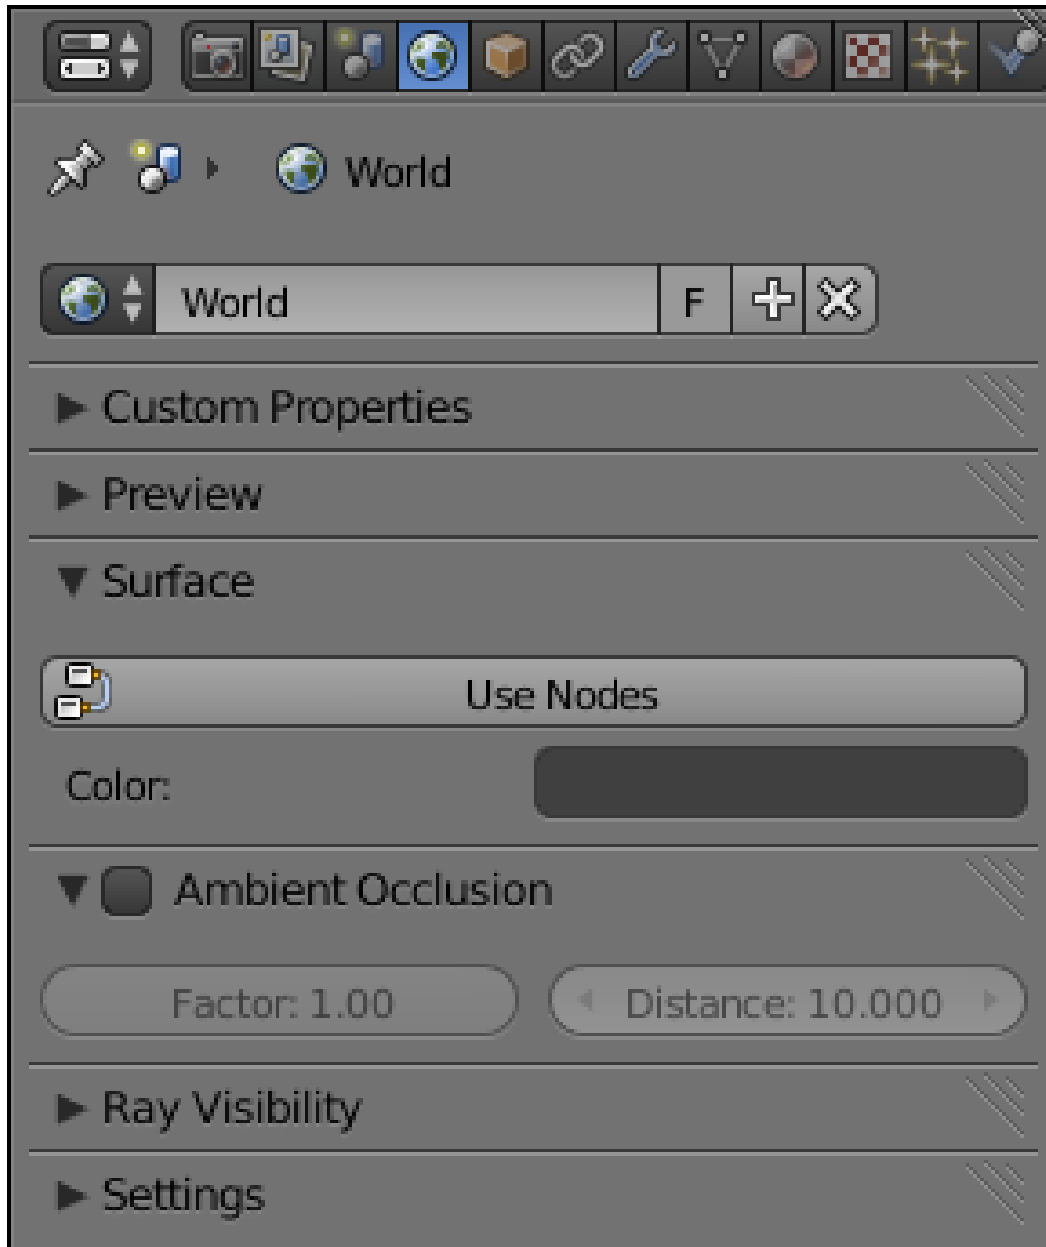 World
World F
Custom Properties
Preview
Surface
Use Nodes
Color:
Ambient Occlusion
Factor: 1.00 Distance: 10.000
Ray Visibility
Settings